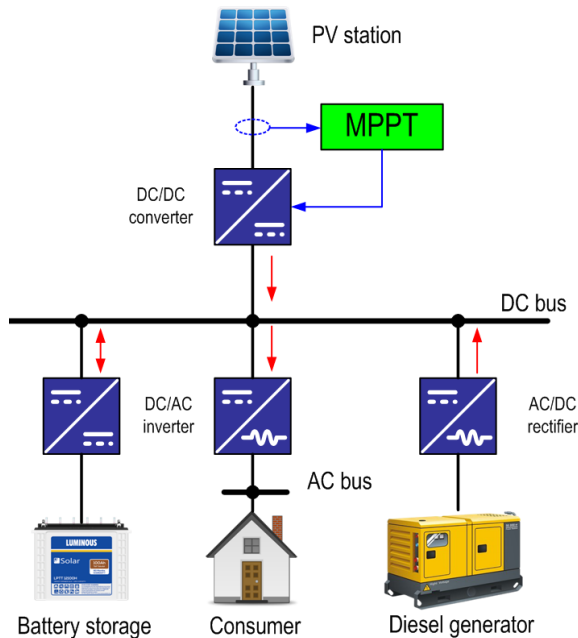 PV station
MPPT
DC/DC
converter
DC bus
DC/AC
inverter
AC/DC
rectifier
AC bus
LUMINOUS
Solar
Battery storage
Consumer
Diesel generator